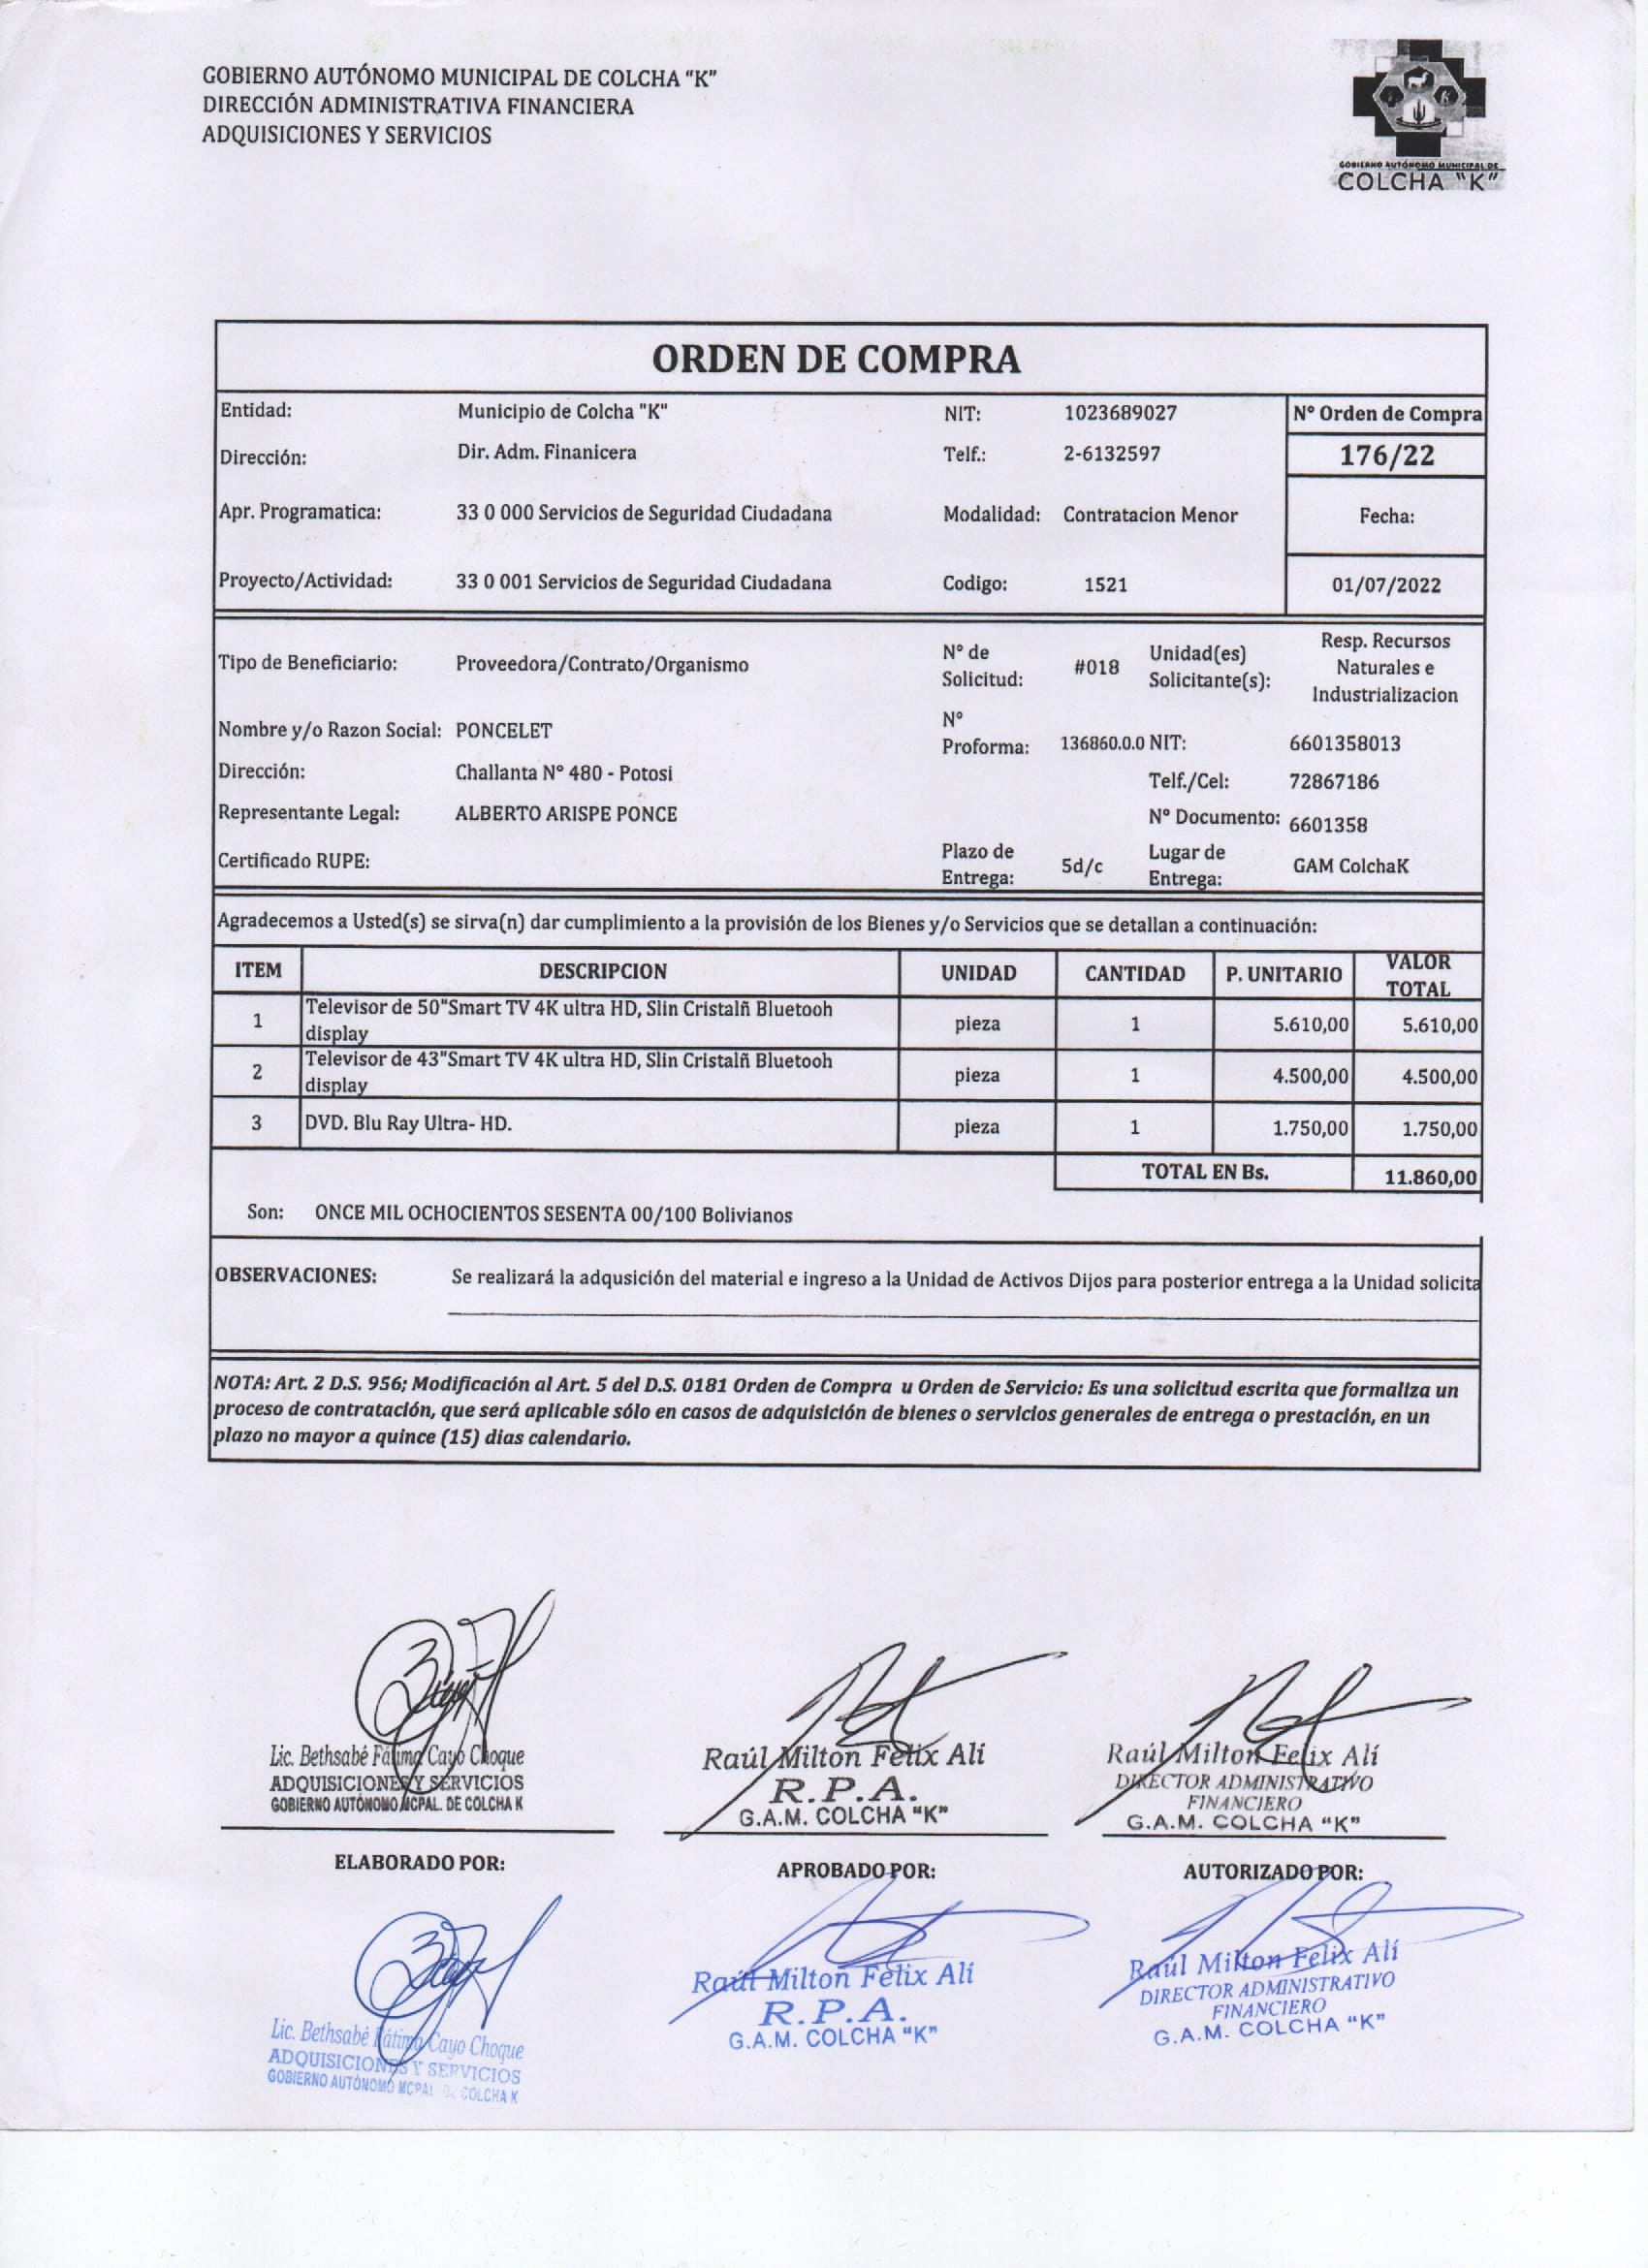 GOBIERNO AUTÓNOMO MUNICIPAL DE COLCHA "K"
DIRECCIÓN ADMINISTRATIVA FINANCIERA
ADQUISICIONES Y SERVICIOS
GOBIERNO AUTÓNOMO MUNICIPAL DE
COLCHA "K"
ORDEN DE COMPRA
Entidad: Municipio de Colcha "K" NIT: 1023689027 Nº Orden de Compra
Dirección: Dir. Adm. Finanicera Telf.: 2-6132597 176/22
Apr. Programatica: 33 0 000 Servicios de Seguridad Ciudadana Modalidad: Contratacion Menor Fecha:
Proyecto/Actividad: 33 0 001 Servicios de Seguridad Ciudadana Codigo: 1521 01/07/2022
Tipo de Beneficiario: Proveedora/Contrato/Organismo Nº de Solicitud: #018 Unidad(es) Solicitante(s): Resp. Recursos Naturales e Industrializacion
Nombre y/o Razon Social: PONCELET Nº Proforma: 136860.0.0 NIT: 6601358013
Dirección: Challanta Nº 480 - Potosi Telf./Cel: 72867186
Representante Legal: ALBERTO ARISPE PONCE Nº Documento: 6601358
Certificado RUPE: Plazo de Entrega: 5d/c Lugar de Entrega: GAM ColchaK
Agradecemos a Usted(s) se sirva(n) dar cumplimiento a la provisión de los Bienes y/o Servicios que se detallan a continuación:
ITEM DESCRIPCION UNIDAD CANTIDAD P. UNITARIO VALOR TOTAL
1 Televisor de 50"Smart TV 4K ultra HD, Slin Cristalñ Bluetooh display pieza 1 5.610,00 5.610,00
2 Televisor de 43"Smart TV 4K ultra HD, Slin Cristalñ Bluetooh display pieza 1 4.500,00 4.500,00
3 DVD. Blu Ray Ultra- HD. pieza 1 1.750,00 1.750,00
TOTAL EN Bs. 11.860,00
Son: ONCE MIL OCHOCIENTOS SESENTA 00/100 Bolivianos
OBSERVACIONES: Se realizará la adqusición del material e ingreso a la Unidad de Activos Dijos para posterior entrega a la Unidad solicita
NOTA: Art. 2 D.S. 956; Modificación al Art. 5 del D.S. 0181 Orden de Compra u Orden de Servicio: Es una solicitud escrita que formaliza un
proceso de contratación, que será aplicable sólo en casos de adquisición de bienes o servicios generales de entrega o prestación, en un
plazo no mayor a quince (15) dias calendario.
Lic. Bethsabé Fátima Cayo Choque
ADQUISICIONES Y SERVICIOS
GOBIERNO AUTÓNOMO MCPAL. DE COLCHA K
ELABORADO POR:
Raúl Milton Felix Alí
R.P.A.
G.A.M. COLCHA "K"
APROBADO POR:
Raúl Milton Felix Alí
DIRECTOR ADMINISTRATIVO
FINANCIERO
G.A.M. COLCHA "K"
AUTORIZADO POR:
Lic. Bethsabé Fátima Cayo Choque
ADQUISICIONES Y SERVICIOS
GOBIERNO AUTÓNOMO MCPAL. DE COLCHA K
Raúl Milton Felix Alí
R.P.A.
G.A.M. COLCHA "K"
Raúl Milton Felix Alí
DIRECTOR ADMINISTRATIVO
FINANCIERO
G.A.M. COLCHA "K"